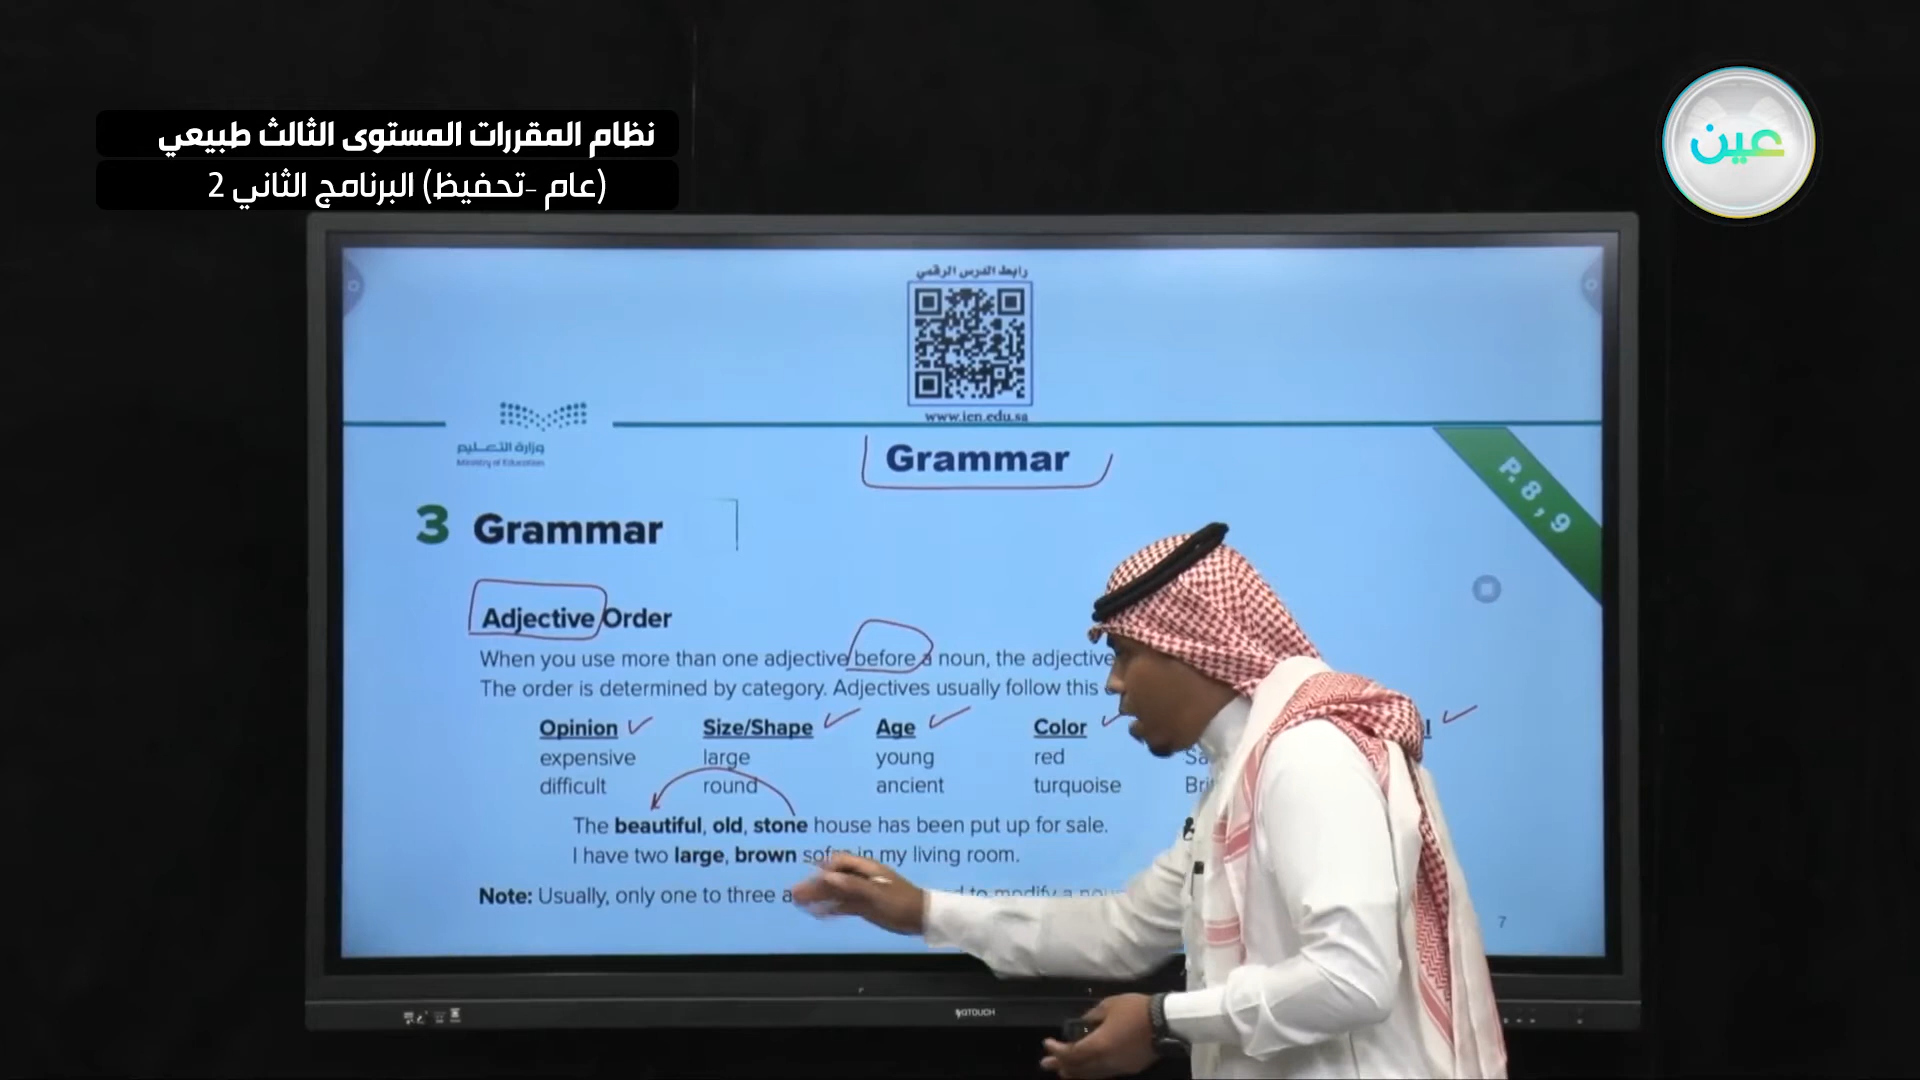 نظام المقررات المستوى الثالث طبيعي
(عام -تحفيظ) البرنامج الثاني 2
عين
رابط الدرس الرقمي
www.ien.edu.sa
وزارة التعليم
Ministry of Education
Grammar
P. 8 , 9
3 Grammar
Adjective Order
When you use more than one adjective before a noun, the adjective
The order is determined by category. Adjectives usually follow this
Opinion Size/Shape Age Color
expensive large young red
difficult round ancient turquoise
The beautiful, old, stone house has been put up for sale.
I have two large, brown sofas in my living room.
Note: Usually, only one to three to modify a
7